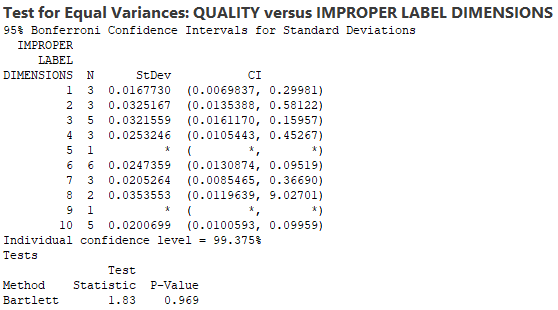 Test for Equal Variances: QUALITY versus IMPROPER LABEL DIMENSIONS
95% Bonferroni Confidence Intervals for Standard Deviations
IMPROPER
LABEL
DIMENSIONS N StDev CI
1 3 0.0167730 (0.0069837, 0.29981)
2 3 0.0325167 (0.0135388, 0.58122)
3 5 0.0321559 (0.0161170, 0.15957)
4 3 0.0253246 (0.0105443, 0.45267)
5 1 * ( *, *)
6 6 0.0247359 (0.0130874, 0.09519)
7 3 0.0205264 (0.0085465, 0.36690)
8 2 0.0353553 (0.0119639, 9.02701)
9 1 * ( *, *)
10 5 0.0200699 (0.0100593, 0.09959)
Individual confidence level = 99.375%
Tests
Test
Method Statistic P-Value
Bartlett 1.83 0.969